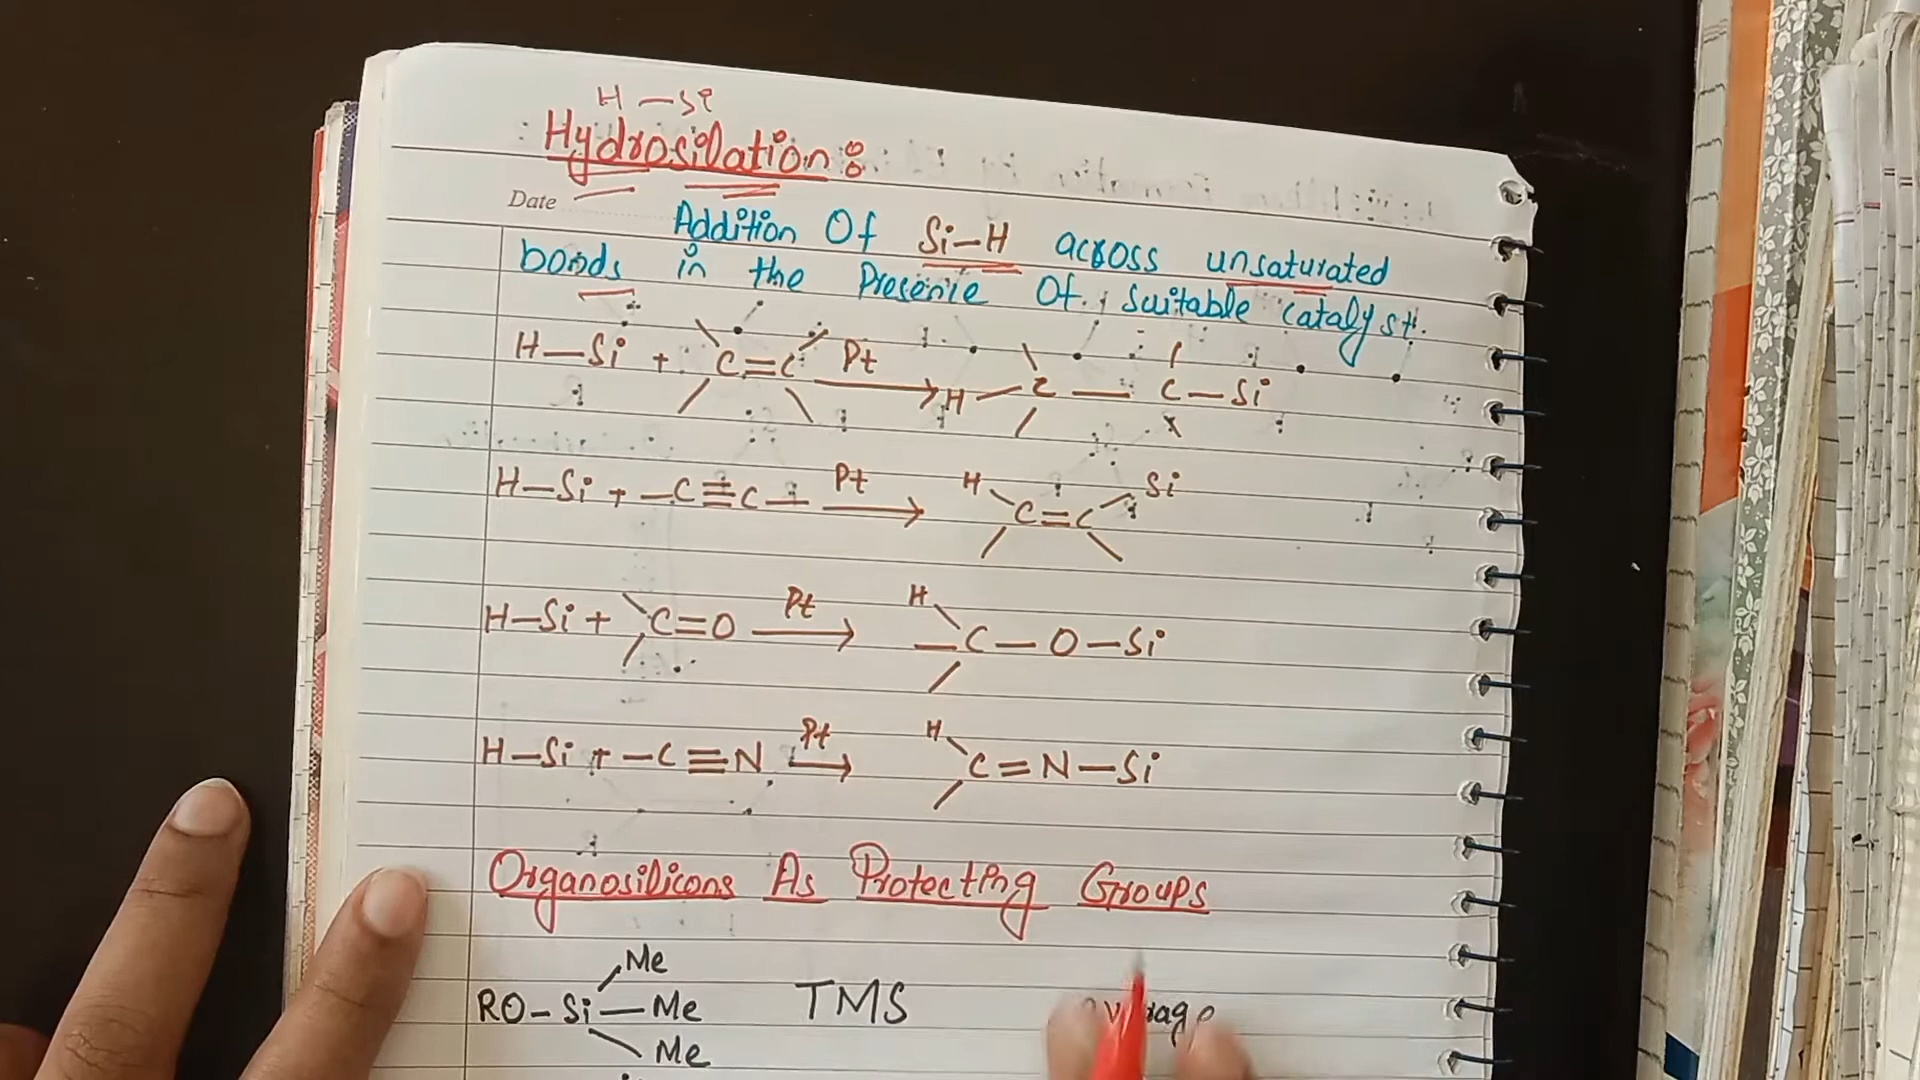 H—Si
Hydrosilation:
Date
Addition Of Si–H across unsaturated
bonds in the Presence Of suitable catalyst.
H—Si + C=C Pt → H—C—C—Si
H—Si + —C≡C— Pt → H C=C Si
H—Si + C=O Pt → H —C—O—Si
H—Si + —C≡N Pt → H C=N—Si
Organosilicons As Protecting Groups
Me
RO–Si—Me TMS
Me